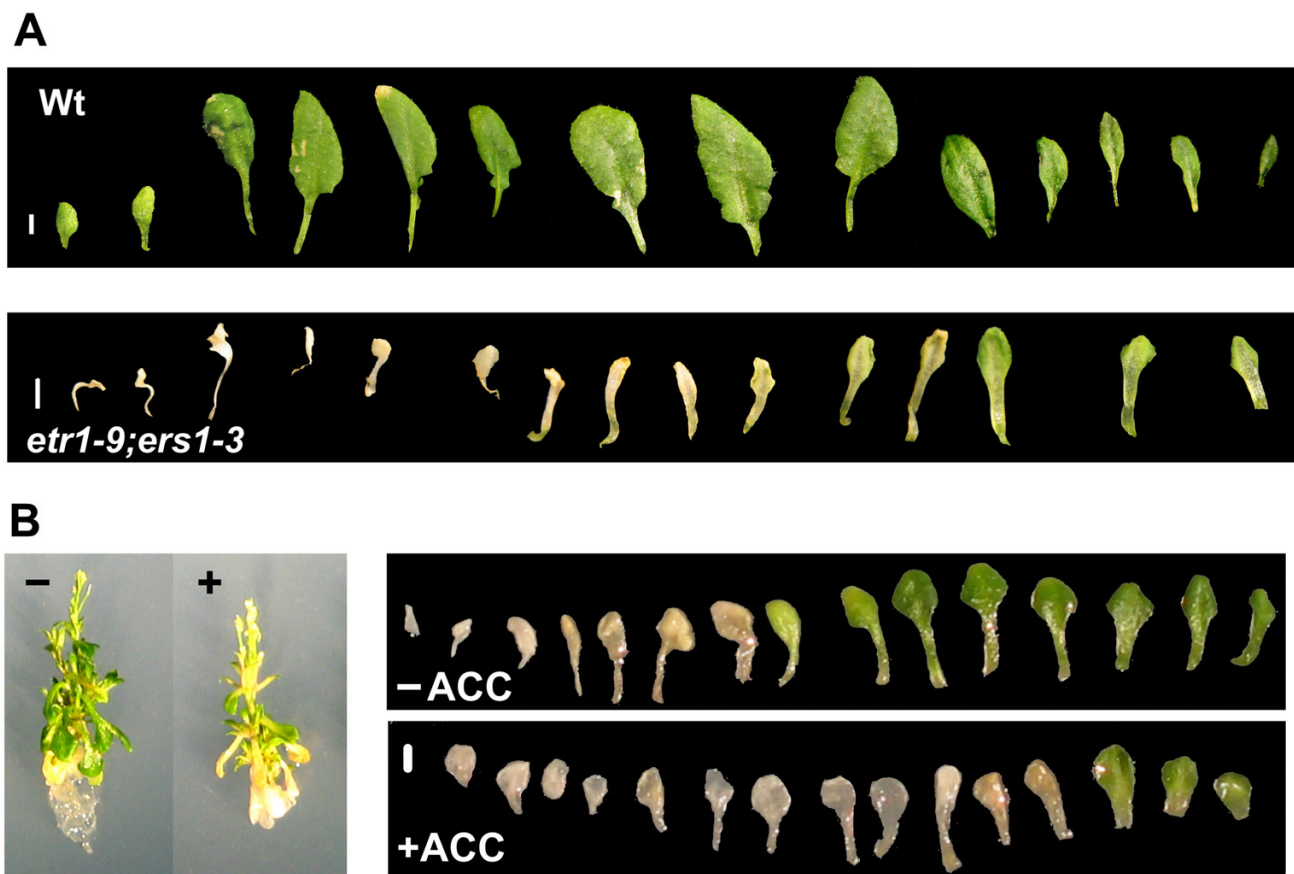 A
Wt
etr1-9;ers1-3
B
− +
− ACC
+ACC